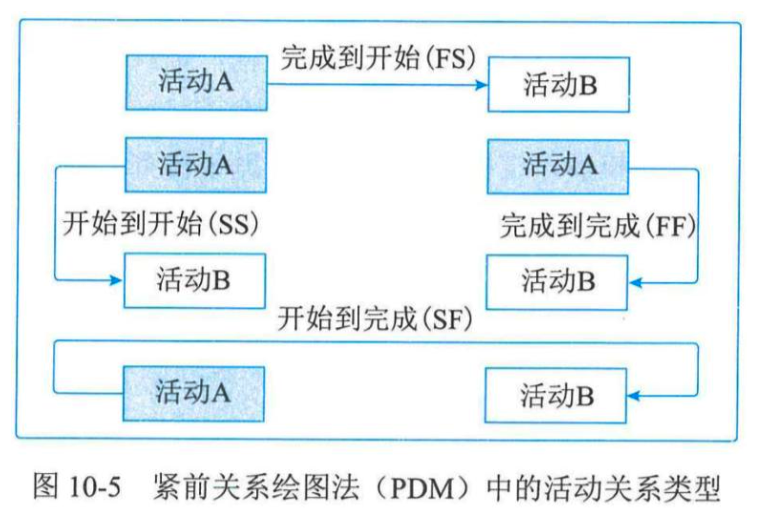 完成到开始(FS)
活动A
活动B
活动A
活动A
开始到开始(SS)
完成到完成(FF)
活动B
活动B
开始到完成(SF)
活动A
活动B
图 10-5 紧前关系绘图法（PDM）中的活动关系类型